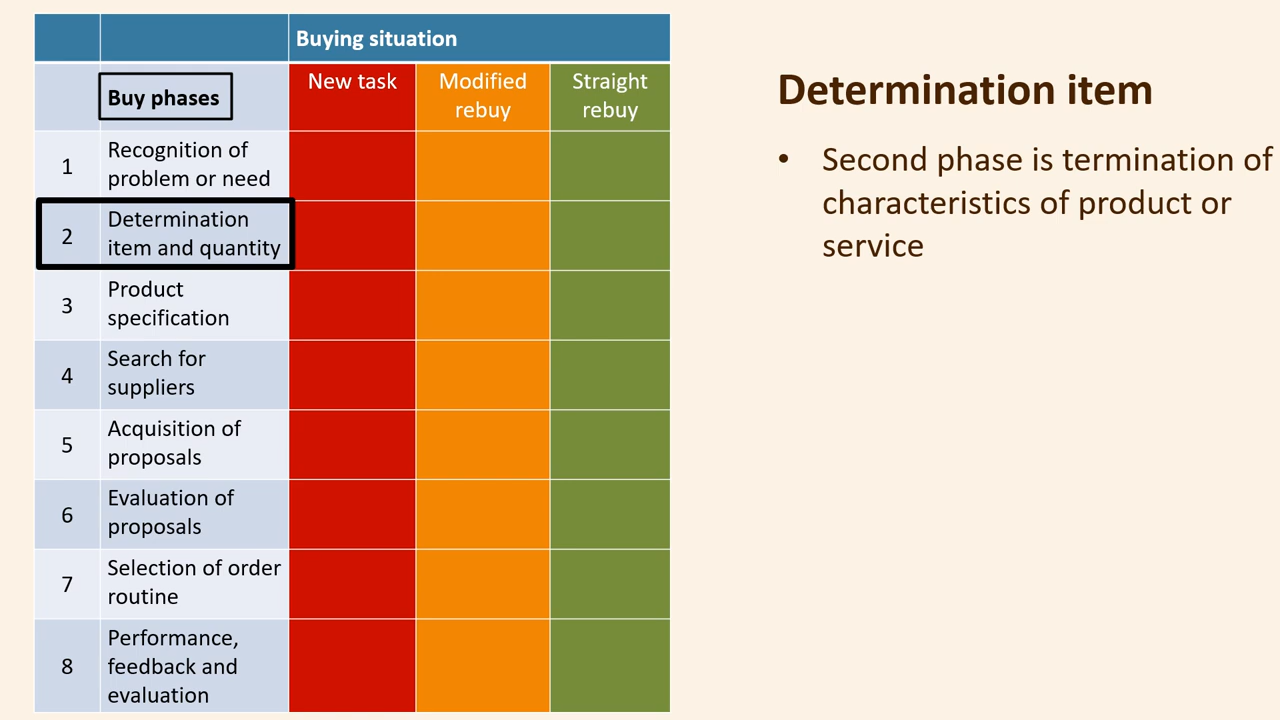 Buying situation
Buy phases
New task
Modified
rebuy
Straight
rebuy
1
Recognition of
problem or need
2
Determination
item and quantity
3
Product
specification
4
Search for
suppliers
5
Acquisition of
proposals
6
Evaluation of
proposals
7
Selection of order
routine
8
Performance,
feedback and
evaluation
Determination item
• Second phase is termination of
characteristics of product or
service